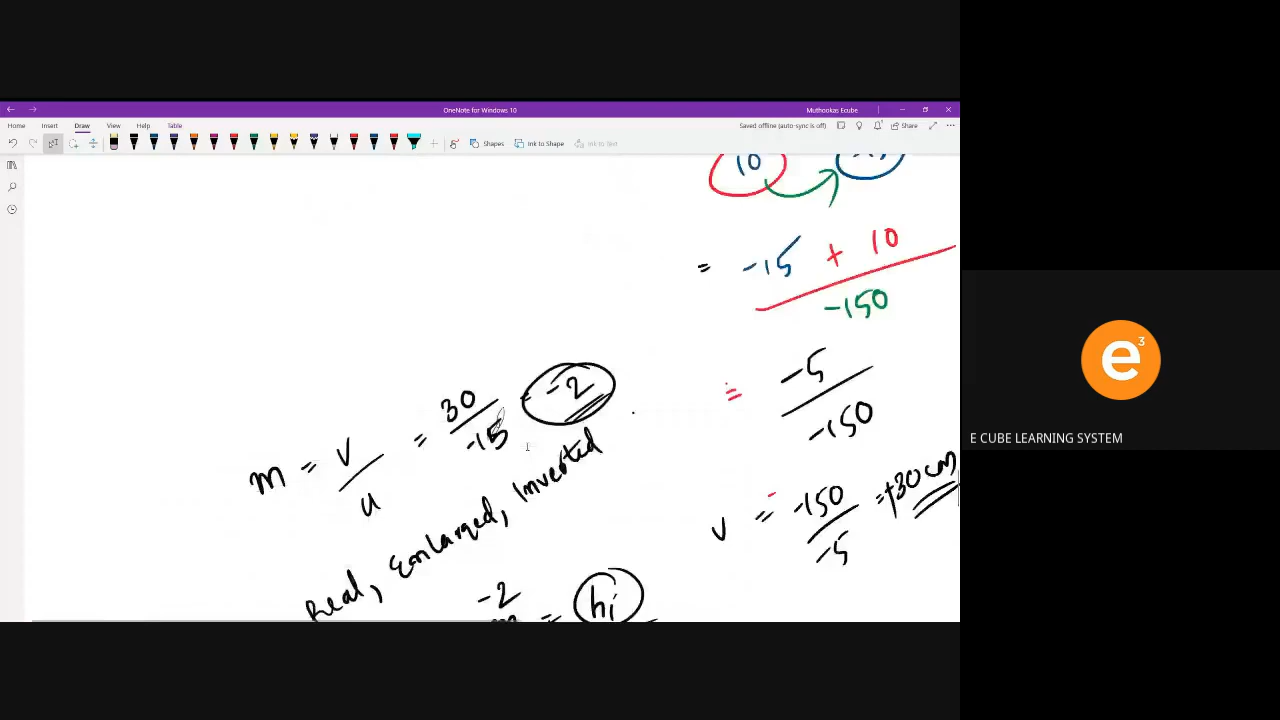 OneNote for Windows 10
Muthookas Ecube
Home Insert Draw View Help Table
Saved offline (auto-sync is off)
Share
Shapes
Ink to Shape
Ink to Text
10 -15
= -15 + 10
-150
= -5
-150
v = -150 = +30 cm
-5
m = v = 30 = -2
u -15
Real, Enlarged, Inverted
-2
= hi
e3
E CUBE LEARNING SYSTEM